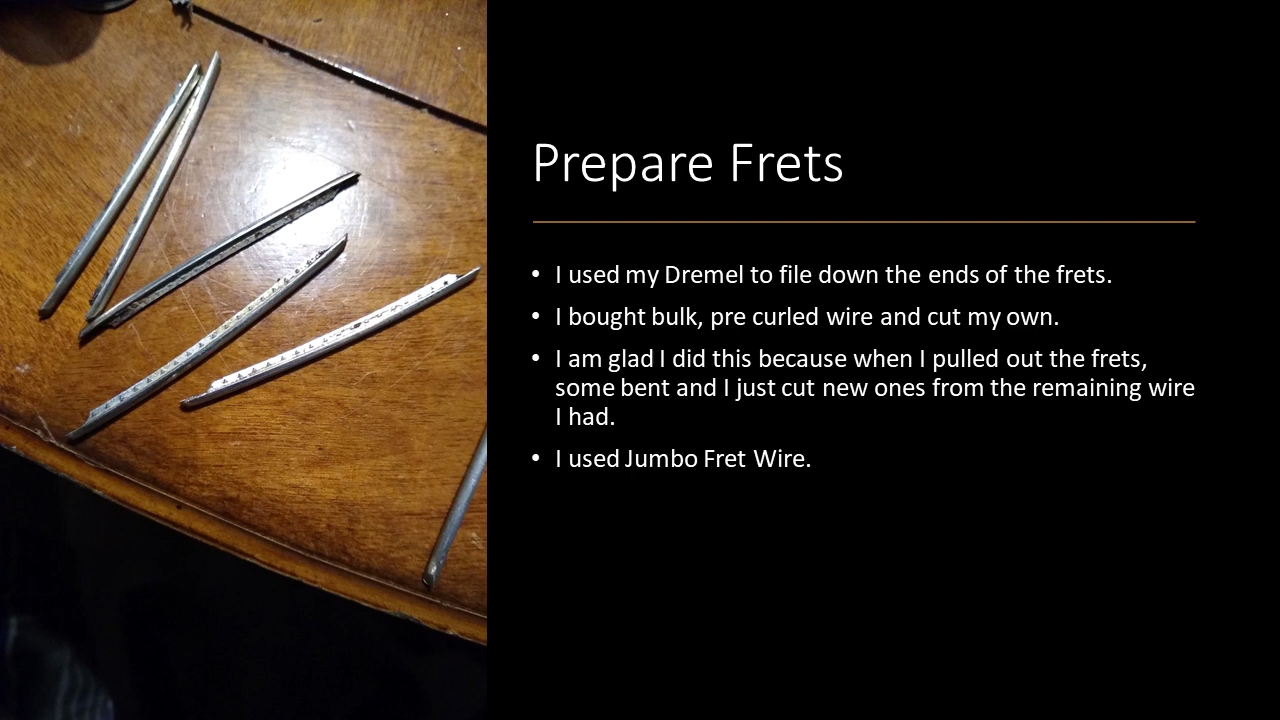 Prepare Frets
• I used my Dremel to file down the ends of the frets.
• I bought bulk, pre curled wire and cut my own.
• I am glad I did this because when I pulled out the frets,
some bent and I just cut new ones from the remaining wire
I had.
• I used Jumbo Fret Wire.